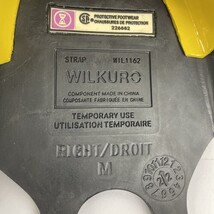 PROTECTIVE FOOTWEAR
CHAUSSURES DE PROTECTION
226662
STRAP WIL1162
WILKURO
COMPONENT MADE IN CHINA
COMPOSANTE FABRIQUÉE EN CHINE
TEMPORARY USE
UTILISATION TEMPORAIRE
RIGHT/DROIT
M